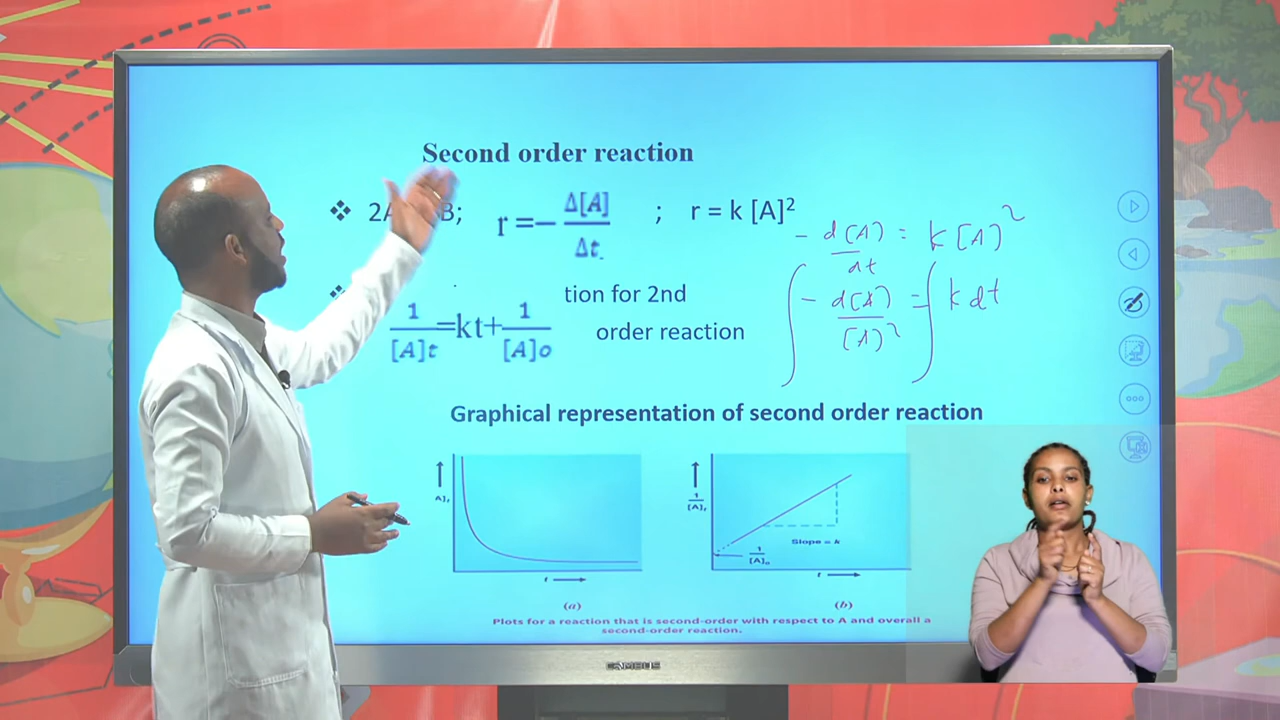 Second order reaction
❖ 2A B; r = − Δ[A]/Δt ; r = k [A]²
− d[A]/dt = k [A]²
∫ − d[A]/[A]² = ∫ k dt
tion for 2nd
1/[A]t = kt + 1/[A]o order reaction
Graphical representation of second order reaction
A]t
t
(a)
1/[A]t
Slope = k
1/[A]o
t
(b)
Plots for a reaction that is second-order with respect to A and overall a
second-order reaction.